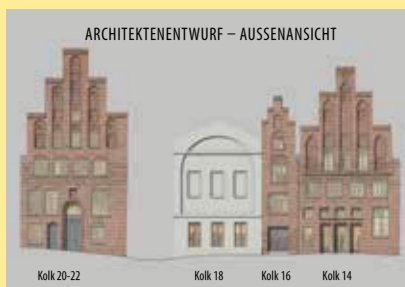 ARCHITEKTENENTWURF – AUSSENANSICHT
Kolk 20-22 Kolk 18 Kolk 16 Kolk 14